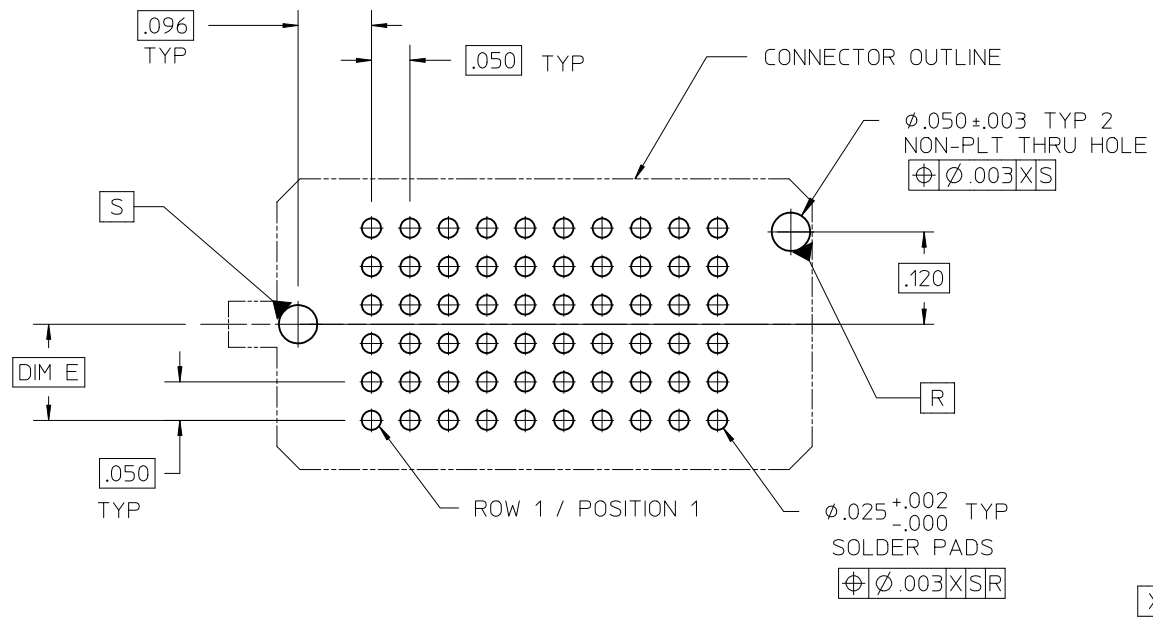 .096
TYP
.050 TYP
CONNECTOR OUTLINE
⌀.050±.003 TYP 2
NON-PLT THRU HOLE
⌖ ⌀.003 X S
S
.120
DIM E
R
.050
TYP
ROW 1 / POSITION 1
⌀.025 +.002 -.000 TYP
SOLDER PADS
⌖ ⌀.003 X S R